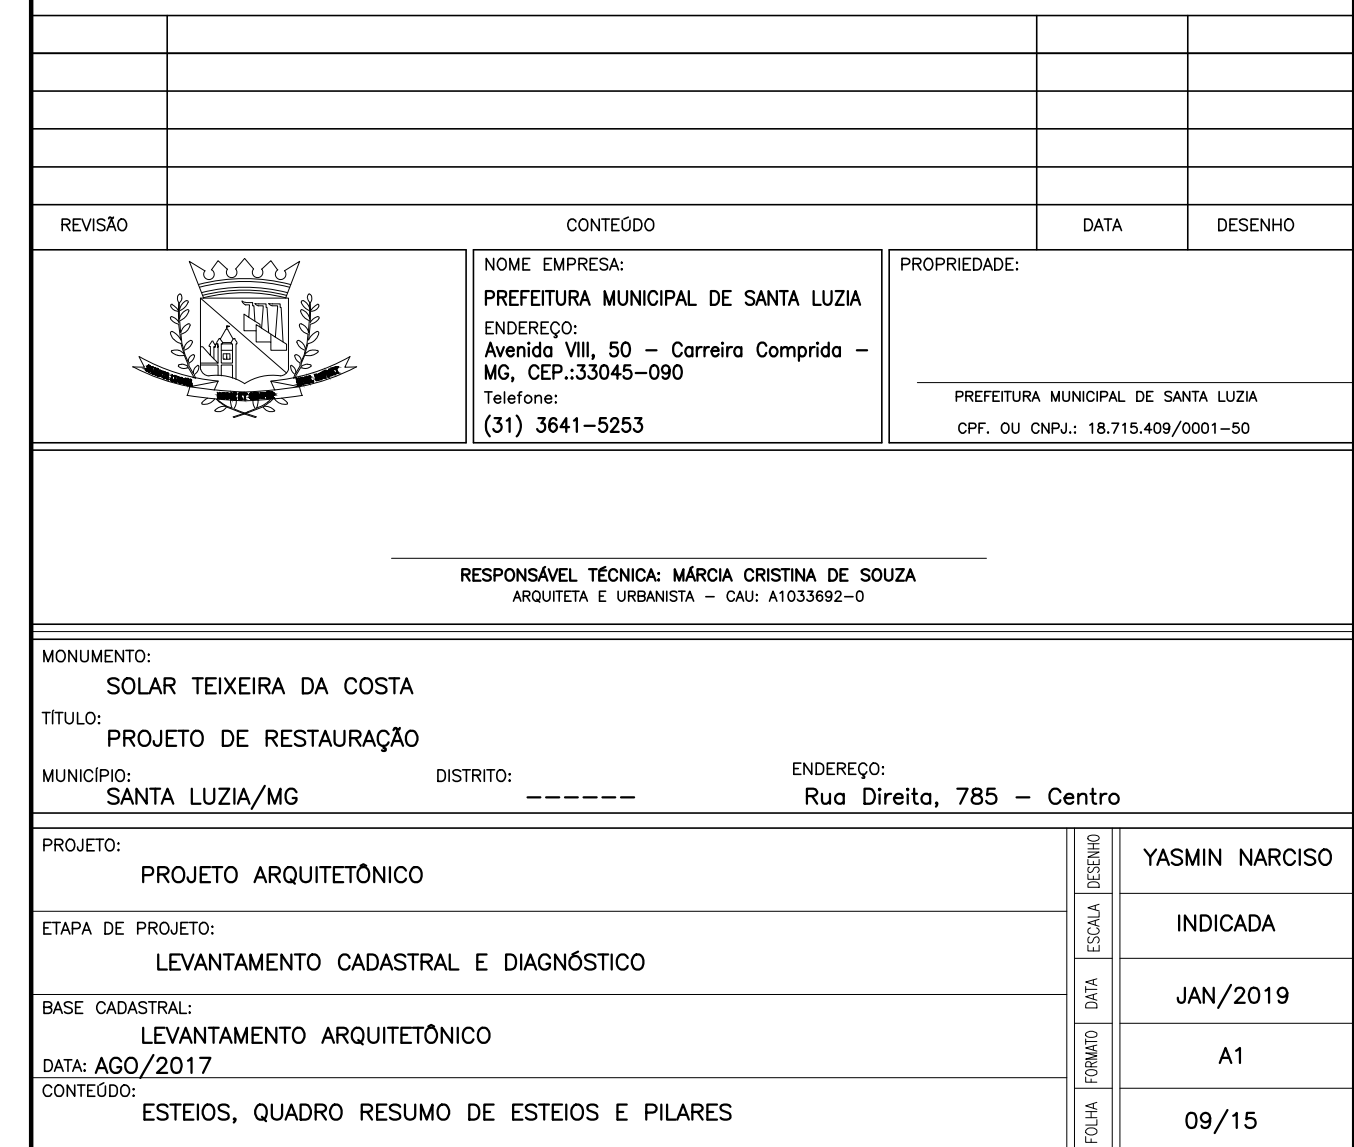 REVISÃO CONTEÚDO DATA DESENHO
NOME EMPRESA:
PREFEITURA MUNICIPAL DE SANTA LUZIA
ENDEREÇO:
Avenida VIII, 50 – Carreira Comprida –
MG, CEP.:33045–090
Telefone:
(31) 3641–5253
PROPRIEDADE:
PREFEITURA MUNICIPAL DE SANTA LUZIA
CPF. OU CNPJ.: 18.715.409/0001–50
RESPONSÁVEL TÉCNICA: MÁRCIA CRISTINA DE SOUZA
ARQUITETA E URBANISTA – CAU: A1033692–0
MONUMENTO:
SOLAR TEIXEIRA DA COSTA
TÍTULO:
PROJETO DE RESTAURAÇÃO
MUNICÍPIO:
SANTA LUZIA/MG
DISTRITO:
––––––
ENDEREÇO:
Rua Direita, 785 – Centro
PROJETO:
PROJETO ARQUITETÔNICO
ETAPA DE PROJETO:
LEVANTAMENTO CADASTRAL E DIAGNÓSTICO
BASE CADASTRAL:
LEVANTAMENTO ARQUITETÔNICO
DATA: AGO/2017
CONTEÚDO:
ESTEIOS, QUADRO RESUMO DE ESTEIOS E PILARES
DESENHO
YASMIN NARCISO
ESCALA
INDICADA
DATA
JAN/2019
FORMATO
A1
FOLHA
09/15